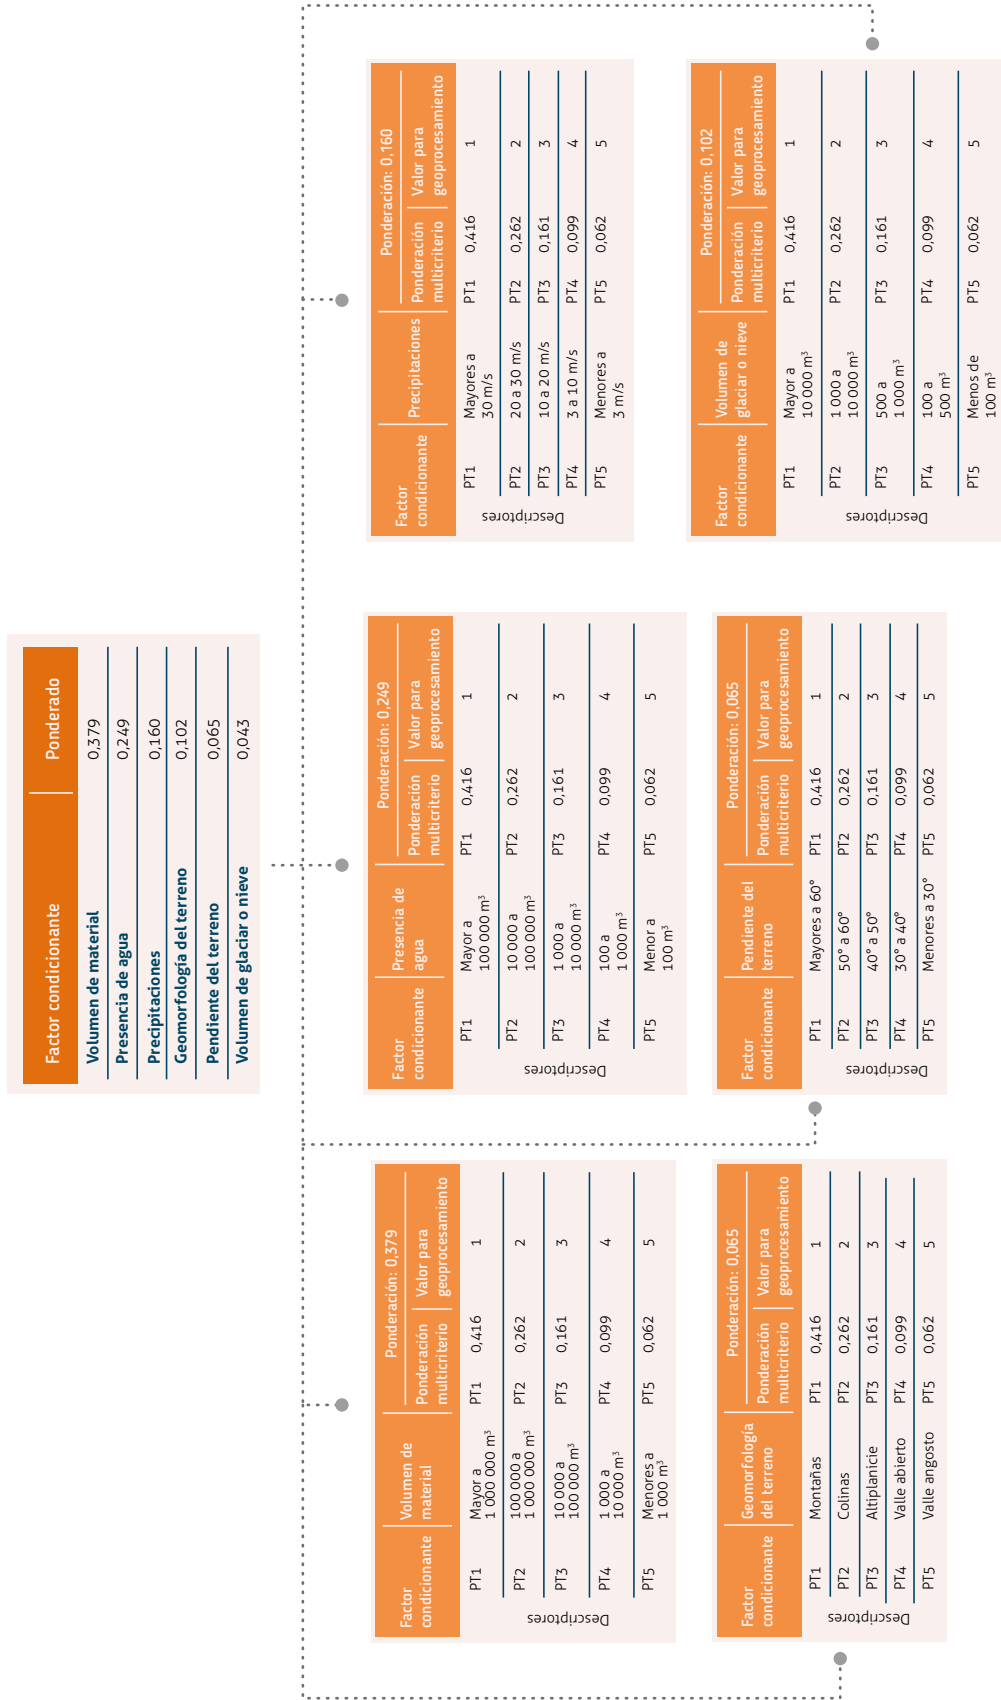 Factor condicionante Ponderado
Volumen de material 0,379
Presencia de agua 0,249
Precipitaciones 0,160
Geomorfología del terreno 0,102
Pendiente del terreno 0,065
Volumen de glaciar o nieve 0,043
Factor condicionante
Volumen de material
Ponderación: 0,379
Ponderación multicriterio
Valor para geoprocesamiento
Descriptores
PT1 Mayor a 1 000 000 m³ PT1 0,416 1
PT2 100 000 a 1 000 000 m³ PT2 0,262 2
PT3 10 000 a 100 000 m³ PT3 0,161 3
PT4 1 000 a 10 000 m³ PT4 0,099 4
PT5 Menores a 1 000 m³ PT5 0,062 5
Factor condicionante
Presencia de agua
Ponderación: 0,249
Ponderación multicriterio
Valor para geoprocesamiento
Descriptores
PT1 Mayor a 100 000 m³ PT1 0,416 1
PT2 10 000 a 100 000 m³ PT2 0,262 2
PT3 1 000 a 10 000 m³ PT3 0,161 3
PT4 100 a 1 000 m³ PT4 0,099 4
PT5 Menor a 100 m³ PT5 0,062 5
Factor condicionante
Precipitaciones
Ponderación: 0,160
Ponderación multicriterio
Valor para geoprocesamiento
Descriptores
PT1 Mayores a 30 m/s PT1 0,416 1
PT2 20 a 30 m/s PT2 0,262 2
PT3 10 a 20 m/s PT3 0,161 3
PT4 3 a 10 m/s PT4 0,099 4
PT5 Menores a 3 m/s PT5 0,062 5
Factor condicionante
Geomorfología del terreno
Ponderación: 0,065
Ponderación multicriterio
Valor para geoprocesamiento
Descriptores
PT1 Montañas PT1 0,416 1
PT2 Colinas PT2 0,262 2
PT3 Altiplanicie PT3 0,161 3
PT4 Valle abierto PT4 0,099 4
PT5 Valle angosto PT5 0,062 5
Factor condicionante
Pendiente del terreno
Ponderación: 0,065
Ponderación multicriterio
Valor para geoprocesamiento
Descriptores
PT1 Mayores a 60° PT1 0,416 1
PT2 50° a 60° PT2 0,262 2
PT3 40° a 50° PT3 0,161 3
PT4 30° a 40° PT4 0,099 4
PT5 Menores a 30° PT5 0,062 5
Factor condicionante
Volumen de glaciar o nieve
Ponderación: 0,102
Ponderación multicriterio
Valor para geoprocesamiento
Descriptores
PT1 Mayor a 10 000 m³ PT1 0,416 1
PT2 1 000 a 10 000 m³ PT2 0,262 2
PT3 500 a 1 000 m³ PT3 0,161 3
PT4 100 a 500 m³ PT4 0,099 4
PT5 Menos de 100 m³ PT5 0,062 5